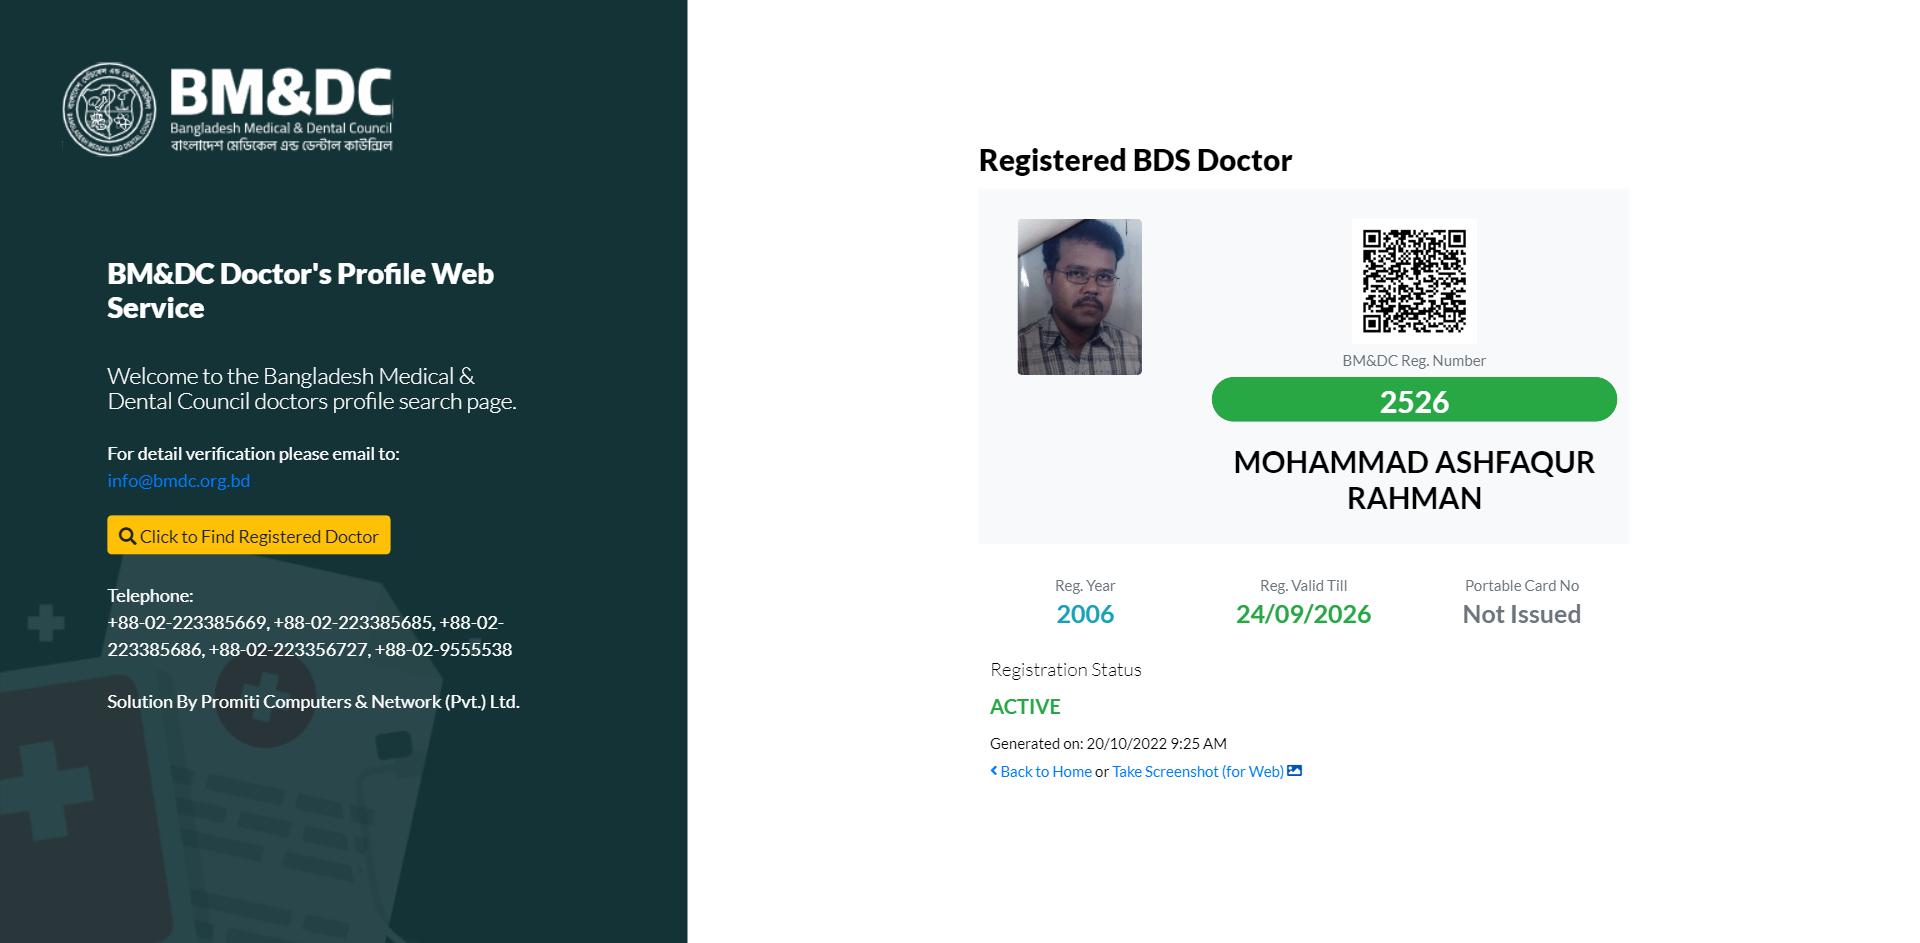 BM&DC
Bangladesh Medical & Dental Council
বাংলাদেশ মেডিকেল এন্ড ডেন্টাল কাউন্সিল
BM&DC Doctor's Profile Web
Service
Welcome to the Bangladesh Medical &
Dental Council doctors profile search page.
For detail verification please email to:
info@bmdc.org.bd
Click to Find Registered Doctor
Telephone:
+88-02-223385669, +88-02-223385685, +88-02-
223385686, +88-02-223356727, +88-02-9555538
Solution By Promiti Computers & Network (Pvt.) Ltd.
Registered BDS Doctor
BM&DC Reg. Number
2526
MOHAMMAD ASHFAQUR
RAHMAN
Reg. Year
2006
Reg. Valid Till
24/09/2026
Portable Card No
Not Issued
Registration Status
ACTIVE
Generated on: 20/10/2022 9:25 AM
Back to Home or Take Screenshot (for Web)